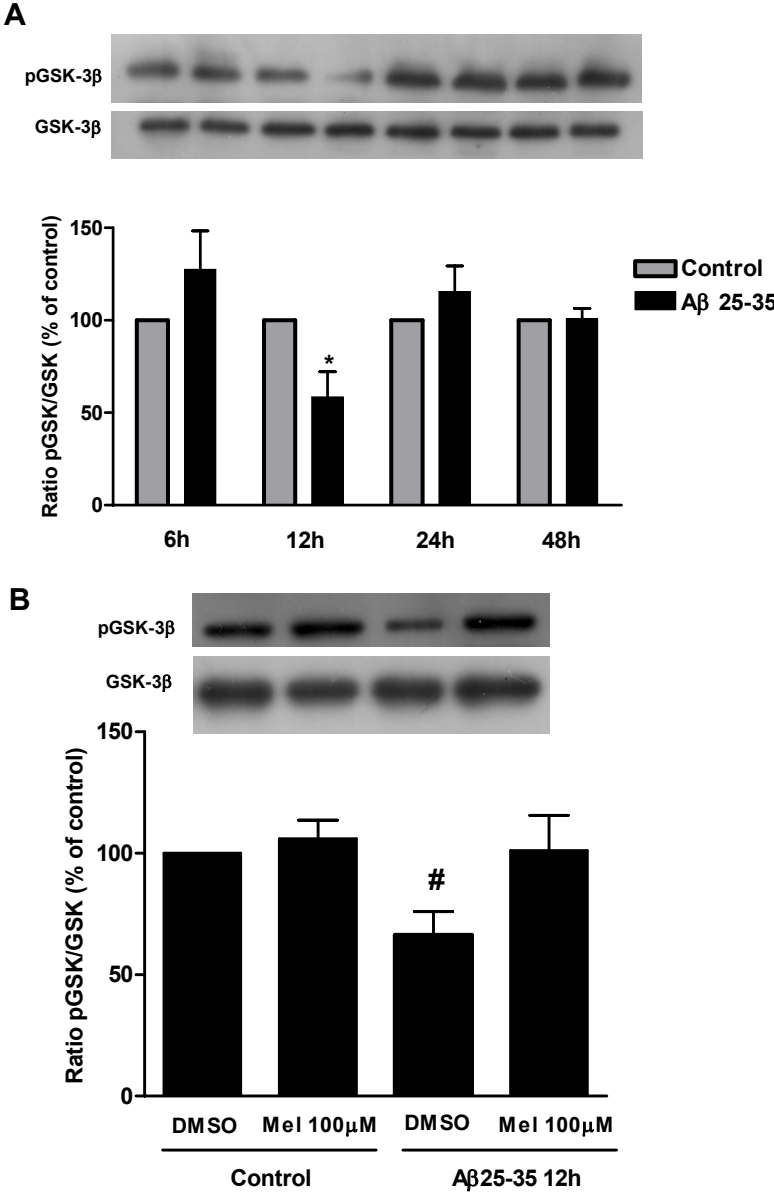 A
pGSK-3β
GSK-3β
Ratio pGSK/GSK (% of control)
150
100
50
0
*
6h 12h 24h 48h
Control
Aβ 25-35
B
pGSK-3β
GSK-3β
Ratio pGSK/GSK (% of control)
150
100
50
0
#
DMSO Mel 100μM DMSO Mel 100μM
Control Aβ25-35 12h